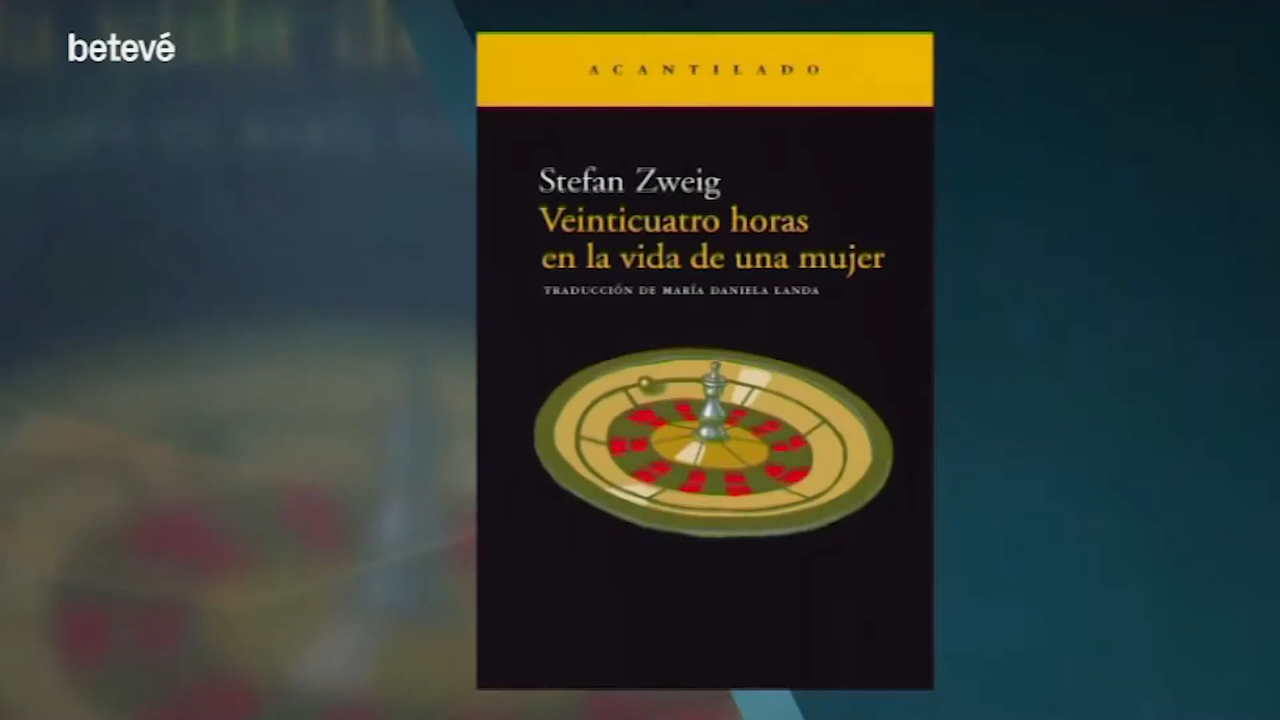 betevé
ACANTILADO
Stefan Zweig
Veinticuatro horas
en la vida de una mujer
TRADUCCIÓN DE MARÍA DANIELA LANDA